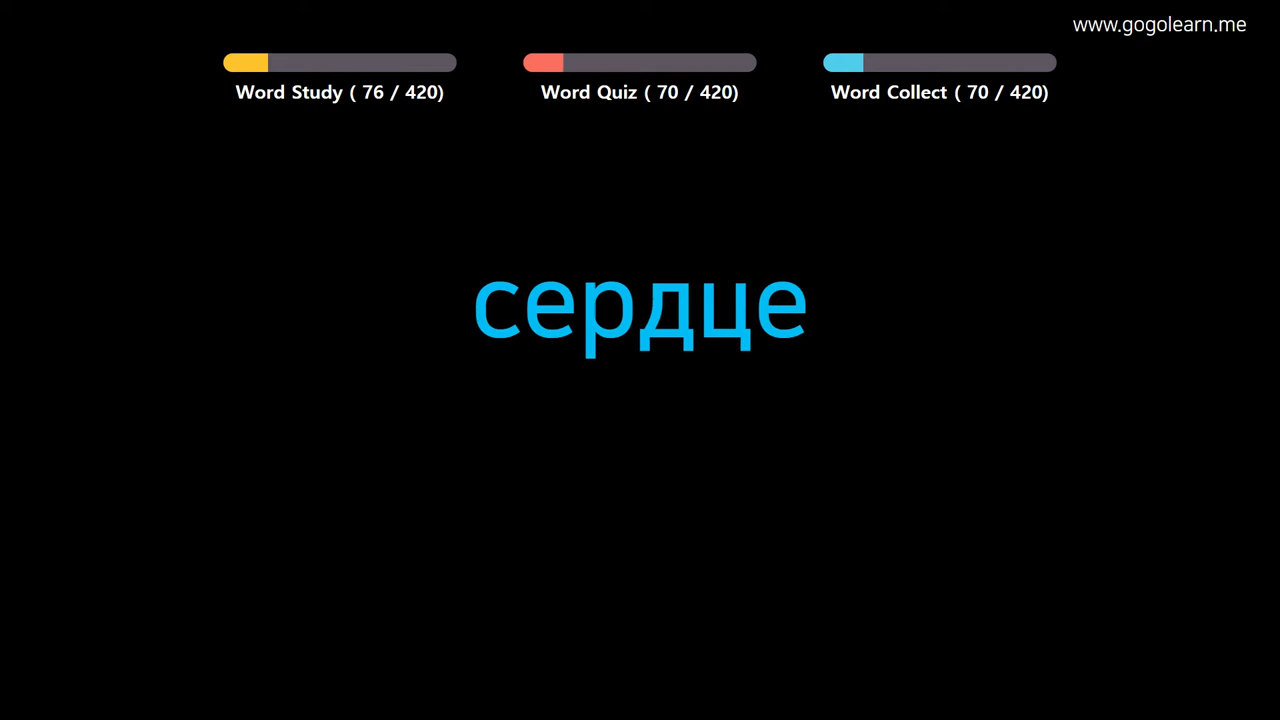 www.gogolearn.me
Word Study ( 76 / 420)
Word Quiz ( 70 / 420)
Word Collect ( 70 / 420)
сердце